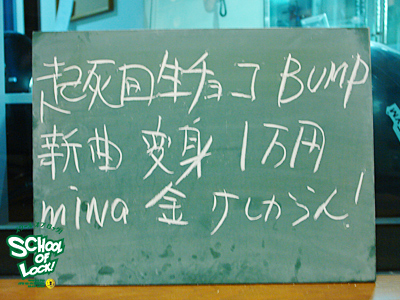 起死回生チョコ BUMP
新曲 変身 1万円
mina 金 けしからん!
SCHOOL
OF
LOCK!